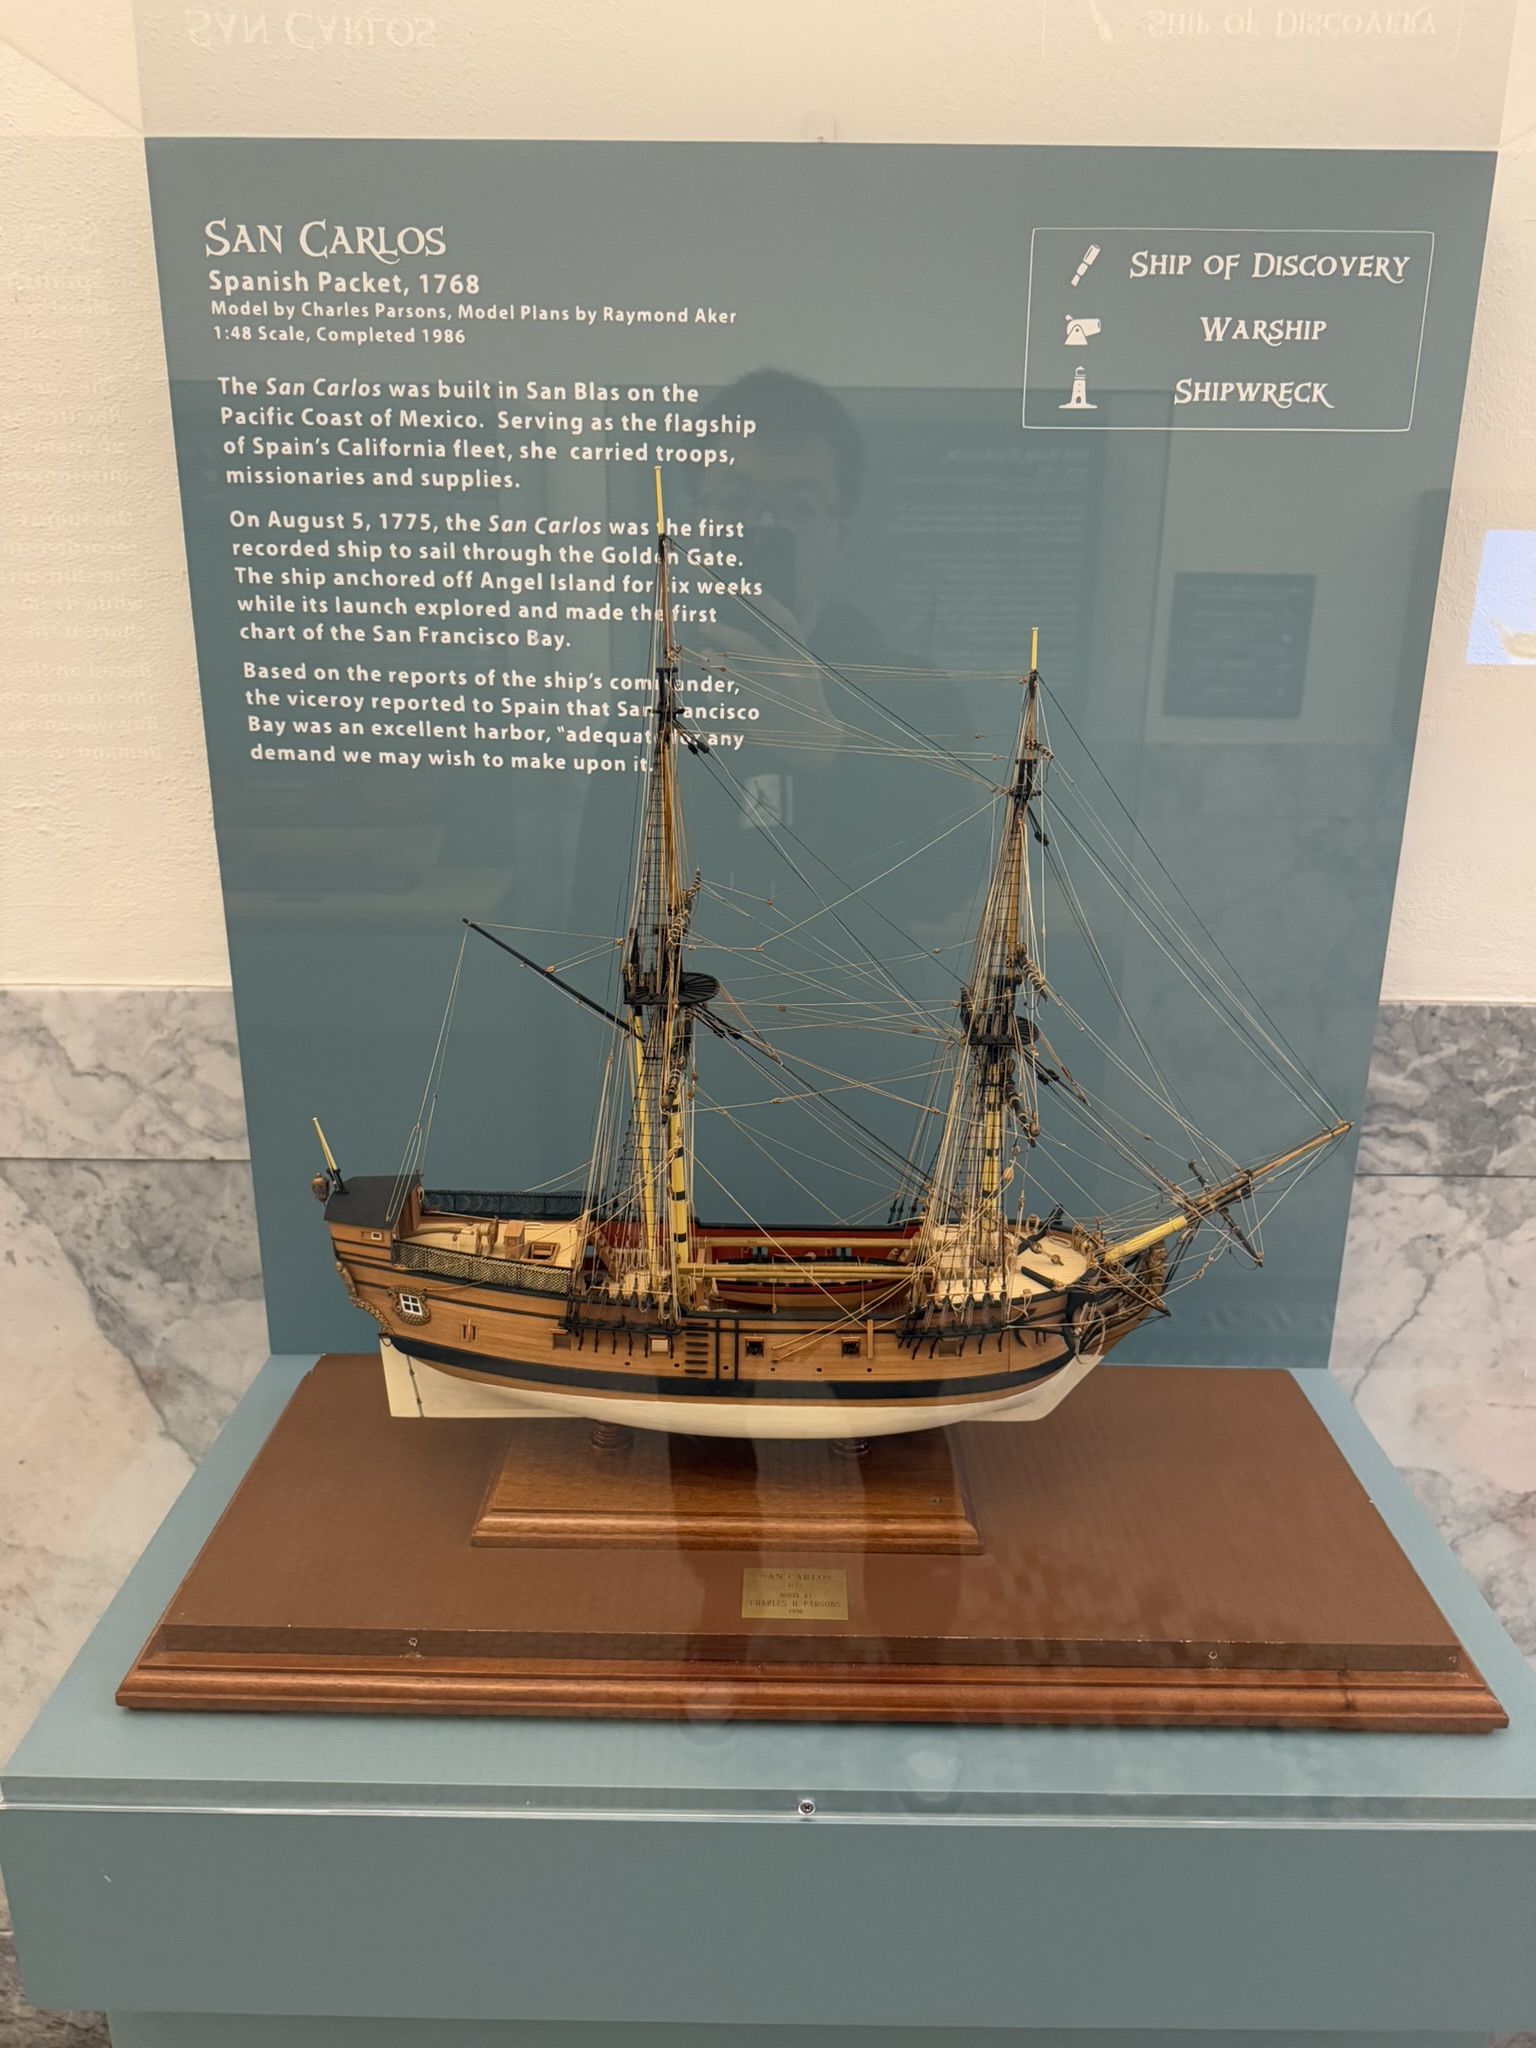 SAN CARLOS
Spanish Packet, 1768
Model by Charles Parsons, Model Plans by Raymond Aker
1:48 Scale, Completed 1986
The San Carlos was built in San Blas on the
Pacific Coast of Mexico. Serving as the flagship
of Spain's California fleet, she carried troops,
missionaries and supplies.
On August 5, 1775, the San Carlos was the first
recorded ship to sail through the Golden Gate.
The ship anchored off Angel Island for six weeks
while its launch explored and made the first
chart of the San Francisco Bay.
Based on the reports of the ship's commander,
the viceroy reported to Spain that San Francisco
Bay was an excellent harbor, "adequate for any
demand we may wish to make upon it.
SHIP OF DISCOVERY
WARSHIP
SHIPWRECK
SAN CARLOS
MODEL BY
CHARLES H. PARSONS